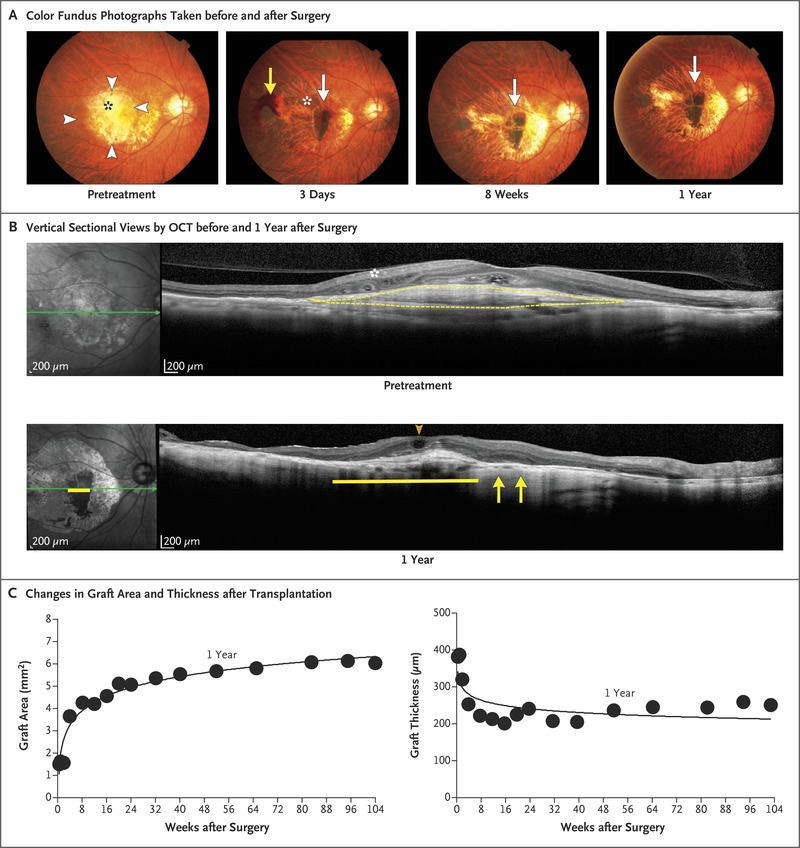 A Color Fundus Photographs Taken before and after Surgery
Pretreatment
3 Days
8 Weeks
1 Year
B Vertical Sectional Views by OCT before and 1 Year after Surgery
200 µm
200 µm
Pretreatment
200 µm
200 µm
1 Year
C Changes in Graft Area and Thickness after Transplantation
Graft Area (mm²)
8
7
6
5
4
3
2
1
0
1 Year
0 8 16 24 32 40 48 56 64 72 80 88 96 104
Weeks after Surgery
Graft Thickness (µm)
500
400
300
200
100
0
1 Year
0 8 16 24 32 40 48 56 64 72 80 88 96 104
Weeks after Surgery